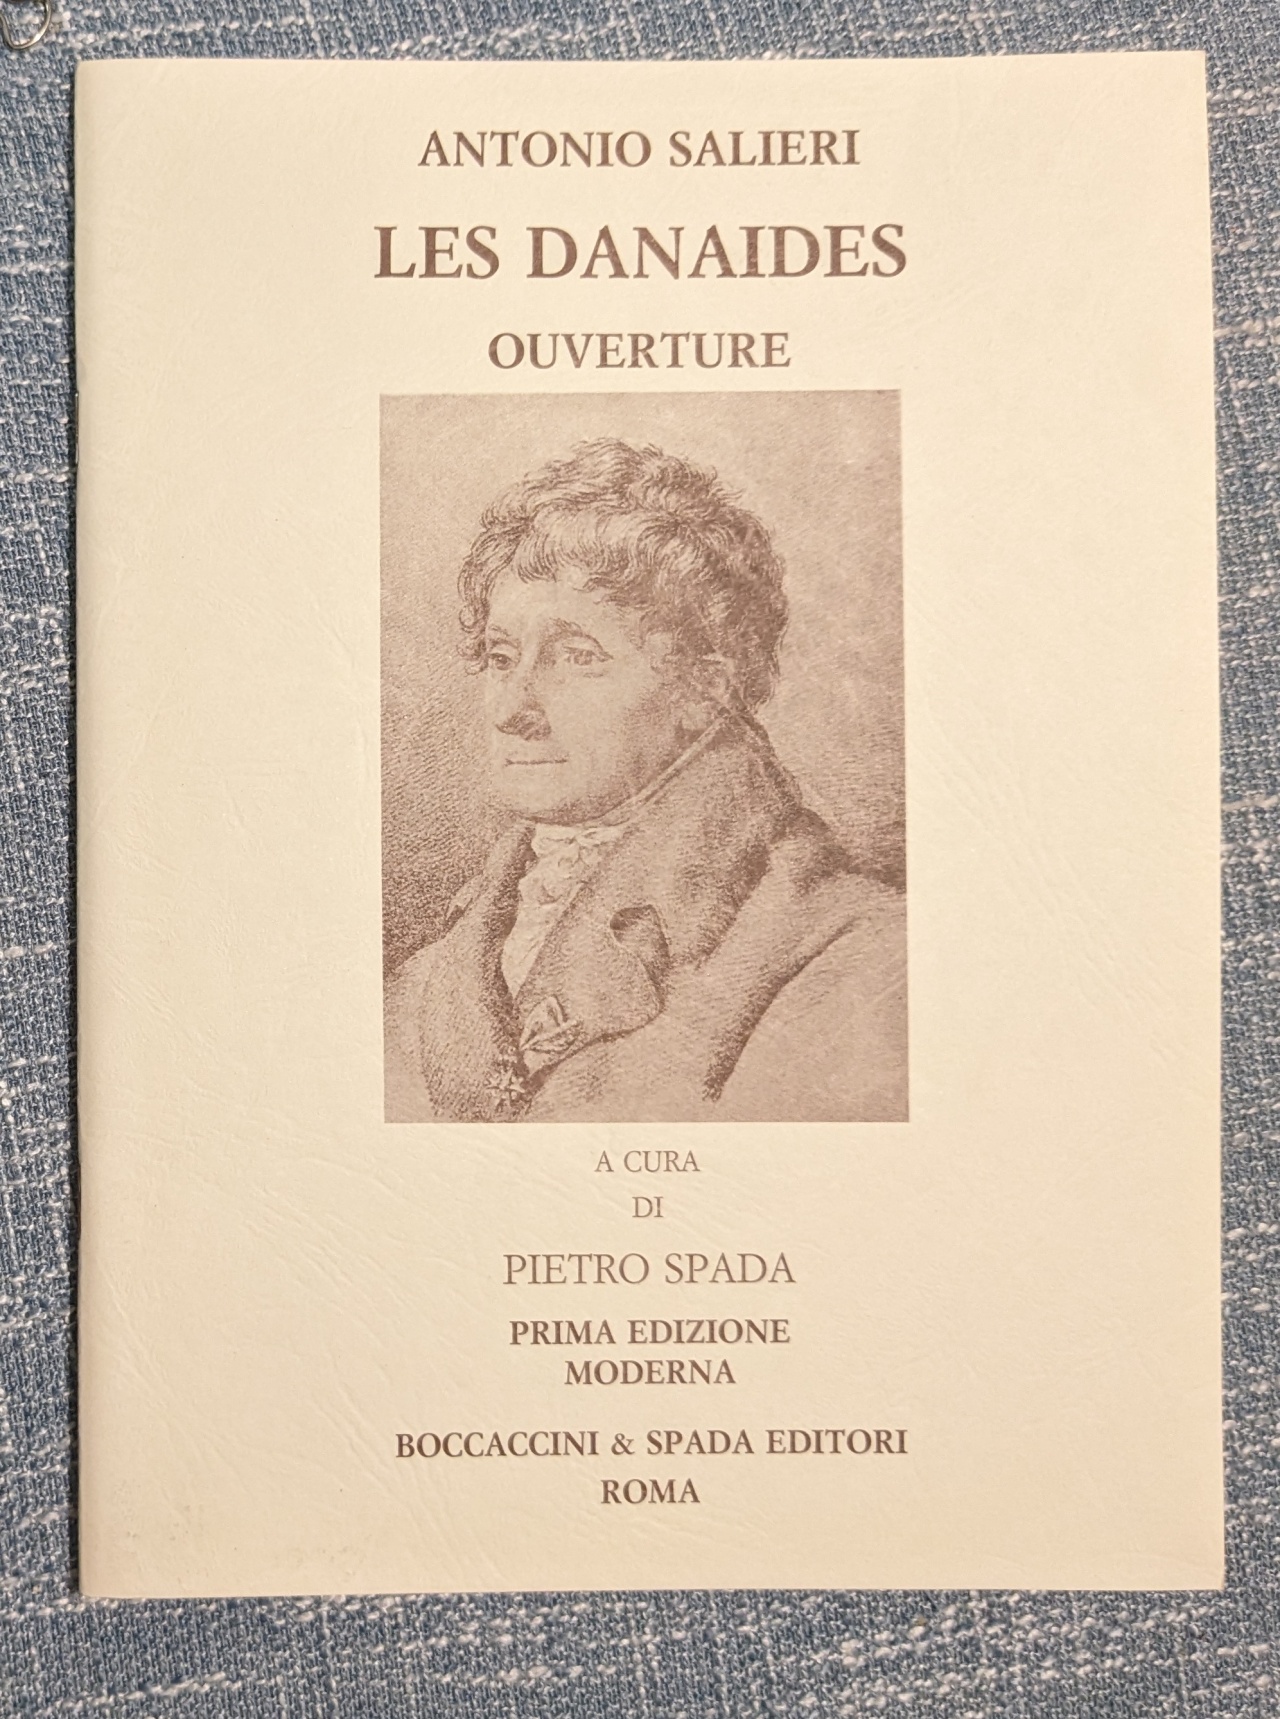 ANTONIO SALIERI
LES DANAIDES
OUVERTURE
A CURA
DI
PIETRO SPADA
PRIMA EDIZIONE
MODERNA
BOCCACCINI & SPADA EDITORI
ROMA